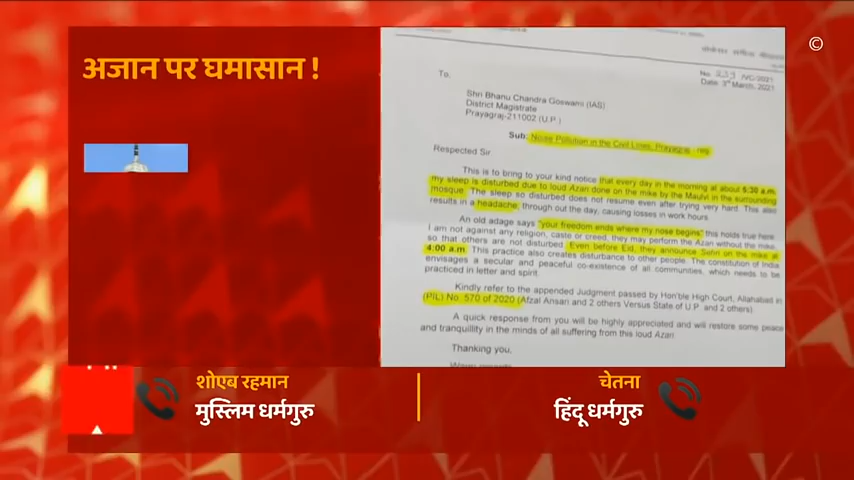 ©
अजान पर घमासान !
To,
No. /VC-2021
Date: 3rd March, 2021
Shri Bhanu Chandra Goswami (IAS)
District Magistrate
Prayagraj-211002 (U.P.)
Sub: Noise Pollution in the Civil Lines, Prayagraj -
Respected Sir
This is to bring to your kind notice that every day in the morning at about 5:30 a.m.
my sleep is disturbed due to loud Azan done on the mike by the Maulvi in the surrounding
mosque. The sleep so disturbed does not resume even after trying very hard. This also
results in a headache through out the day, causing losses in work hours.
An old adage says "your freedom ends where my nose begins" this holds true here.
I am not against any religion, caste or creed, they may perform the Azan without the mike
so that others are not disturbed. Even before Eid, they announce Sehri on the mike at
4:00 a.m. This practice also creates disturbance to other people. The constitution of India
envisages a secular and peaceful co-existence of all communities, which needs to be
practiced in letter and spirit.
Kindly refer to the appended Judgment passed by Hon'ble High Court, Allahabad in
(PIL) No. 570 of 2020 (Afzal Ansari and 2 others Versus State of U.P. and 2 others).
A quick response from you will be highly appreciated and will restore some peace
and tranquillity in the minds of all suffering from this loud Azan.
Thanking you,
शोएब रहमान
मुस्लिम धर्मगुरु
चेतना
हिंदू धर्मगुरु